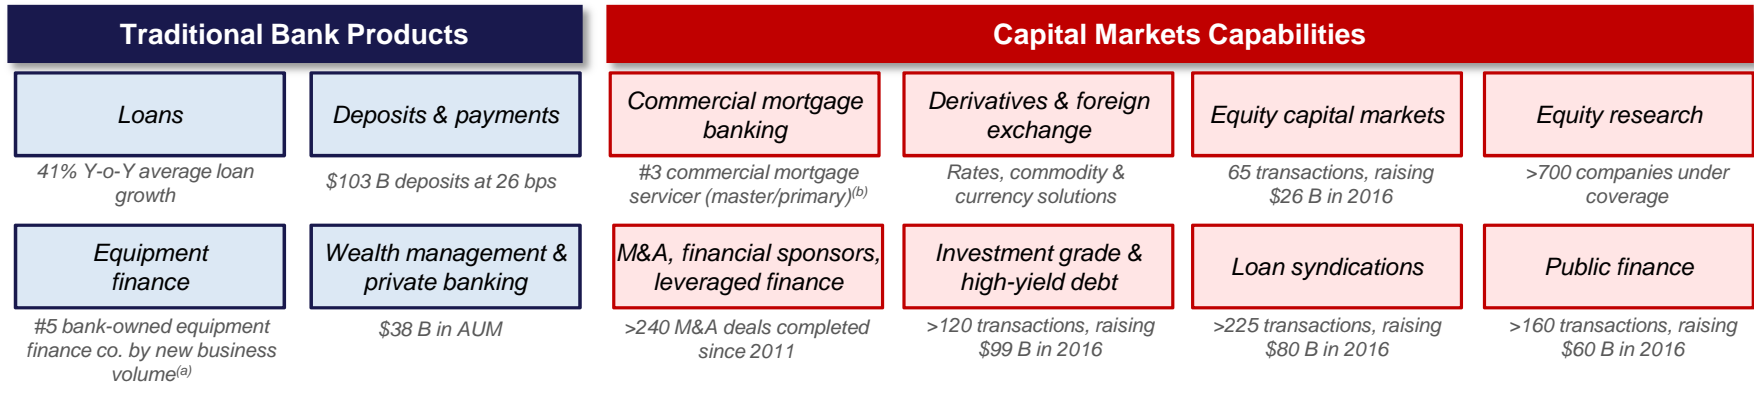 Traditional Bank Products
Capital Markets Capabilities
Loans
41% Y-o-Y average loan
growth
Deposits & payments
$103 B deposits at 26 bps
Commercial mortgage
banking
#3 commercial mortgage
servicer (master/primary)(b)
Derivatives & foreign
exchange
Rates, commodity &
currency solutions
Equity capital markets
65 transactions, raising
$26 B in 2016
Equity research
>700 companies under
coverage
Equipment
finance
#5 bank-owned equipment
finance co. by new business
volume(a)
Wealth management &
private banking
$38 B in AUM
M&A, financial sponsors,
leveraged finance
>240 M&A deals completed
since 2011
Investment grade &
high-yield debt
>120 transactions, raising
$99 B in 2016
Loan syndications
>225 transactions, raising
$80 B in 2016
Public finance
>160 transactions, raising
$60 B in 2016